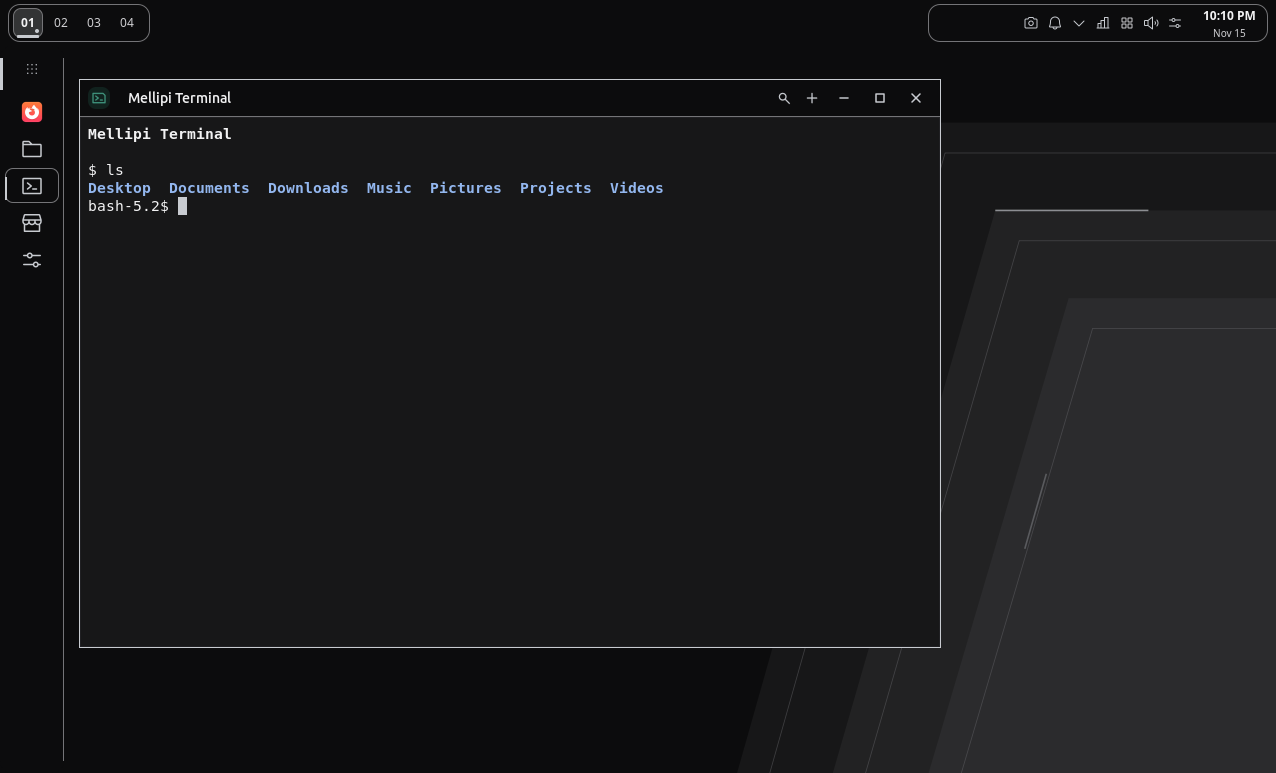 01 02 03 04
10:10 PM
Nov 15
Mellipi Terminal
Mellipi Terminal
$ ls
Desktop  Documents  Downloads  Music  Pictures  Projects  Videos
bash-5.2$